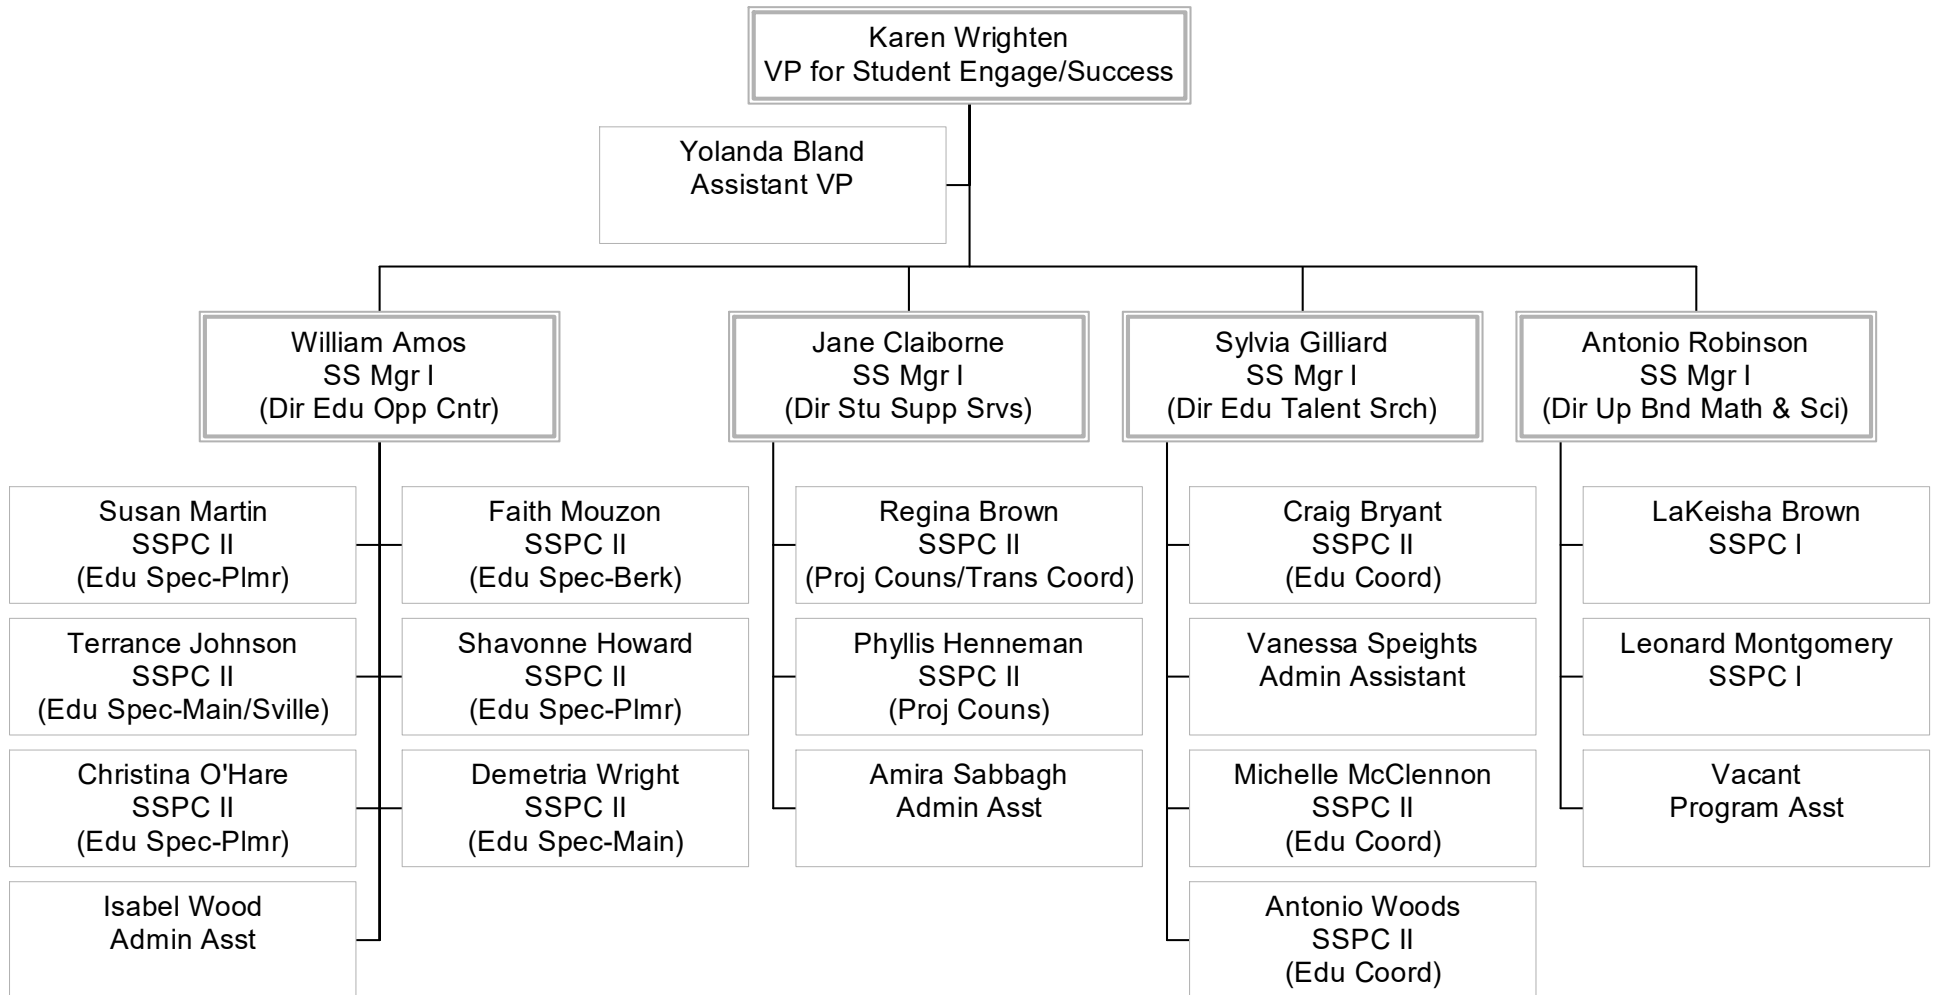 Karen Wrighten
VP for Student Engage/Success
Yolanda Bland
Assistant VP
William Amos
SS Mgr I
(Dir Edu Opp Cntr)
Jane Claiborne
SS Mgr I
(Dir Stu Supp Srvs)
Sylvia Gilliard
SS Mgr I
(Dir Edu Talent Srch)
Antonio Robinson
SS Mgr I
(Dir Up Bnd Math & Sci)
Susan Martin
SSPC II
(Edu Spec-Plmr)
Faith Mouzon
SSPC II
(Edu Spec-Berk)
Regina Brown
SSPC II
(Proj Couns/Trans Coord)
Craig Bryant
SSPC II
(Edu Coord)
LaKeisha Brown
SSPC I
Terrance Johnson
SSPC II
(Edu Spec-Main/Sville)
Shavonne Howard
SSPC II
(Edu Spec-Plmr)
Phyllis Henneman
SSPC II
(Proj Couns)
Vanessa Speights
Admin Assistant
Leonard Montgomery
SSPC I
Christina O'Hare
SSPC II
(Edu Spec-Plmr)
Demetria Wright
SSPC II
(Edu Spec-Main)
Amira Sabbagh
Admin Asst
Michelle McClennon
SSPC II
(Edu Coord)
Vacant
Program Asst
Isabel Wood
Admin Asst
Antonio Woods
SSPC II
(Edu Coord)